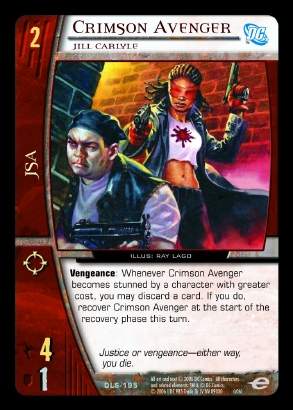 2
CRIMSON AVENGER
JILL CARLYLE
DC
JSA
ILLUS: RAY LAGO
Vengeance: Whenever Crimson Avenger
becomes stunned by a character with greater
cost, you may discard a card. If you do,
recover Crimson Avenger at the start of the
recovery phase this turn.
4
Justice or vengeance—either way,
you die.
1
DLS-195